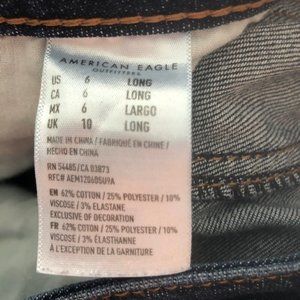 AMERICAN EAGLE
OUTFITTERS
US 6 LONG
CA 6 LONG
MX 6 LARGO
UK 10 LONG
MADE IN CHINA / FABRIQUÉ EN CHINE /
HECHO EN CHINA
RN 54485/CA 03873
REF# AEM12060SU9A
EN 62% COTTON / 25% POLYESTER / 10%
VISCOSE / 3% ELASTANE
EXCLUSIVE OF DECORATION
FR 62% COTON / 25% POLYESTER / 10%
VISCOSE / 3% ÉLASTHANNE
À L'EXCEPTION DE LA GARNITURE